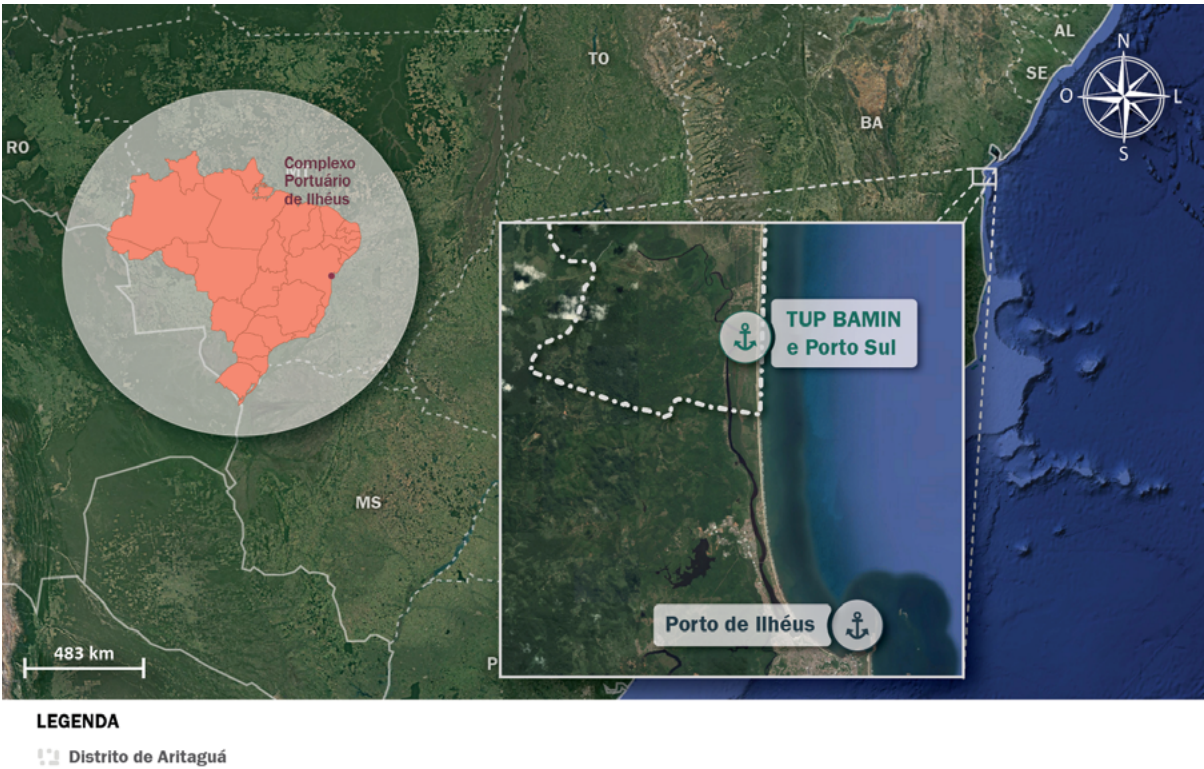 AL
N
TO
SE
O
L
BA
RO
S
Complexo
Portuário
de Ilhéus
TUP BAMIN
e Porto Sul
MS
Porto de Ilhéus
483 km
P
LEGENDA
Distrito de Aritaguá